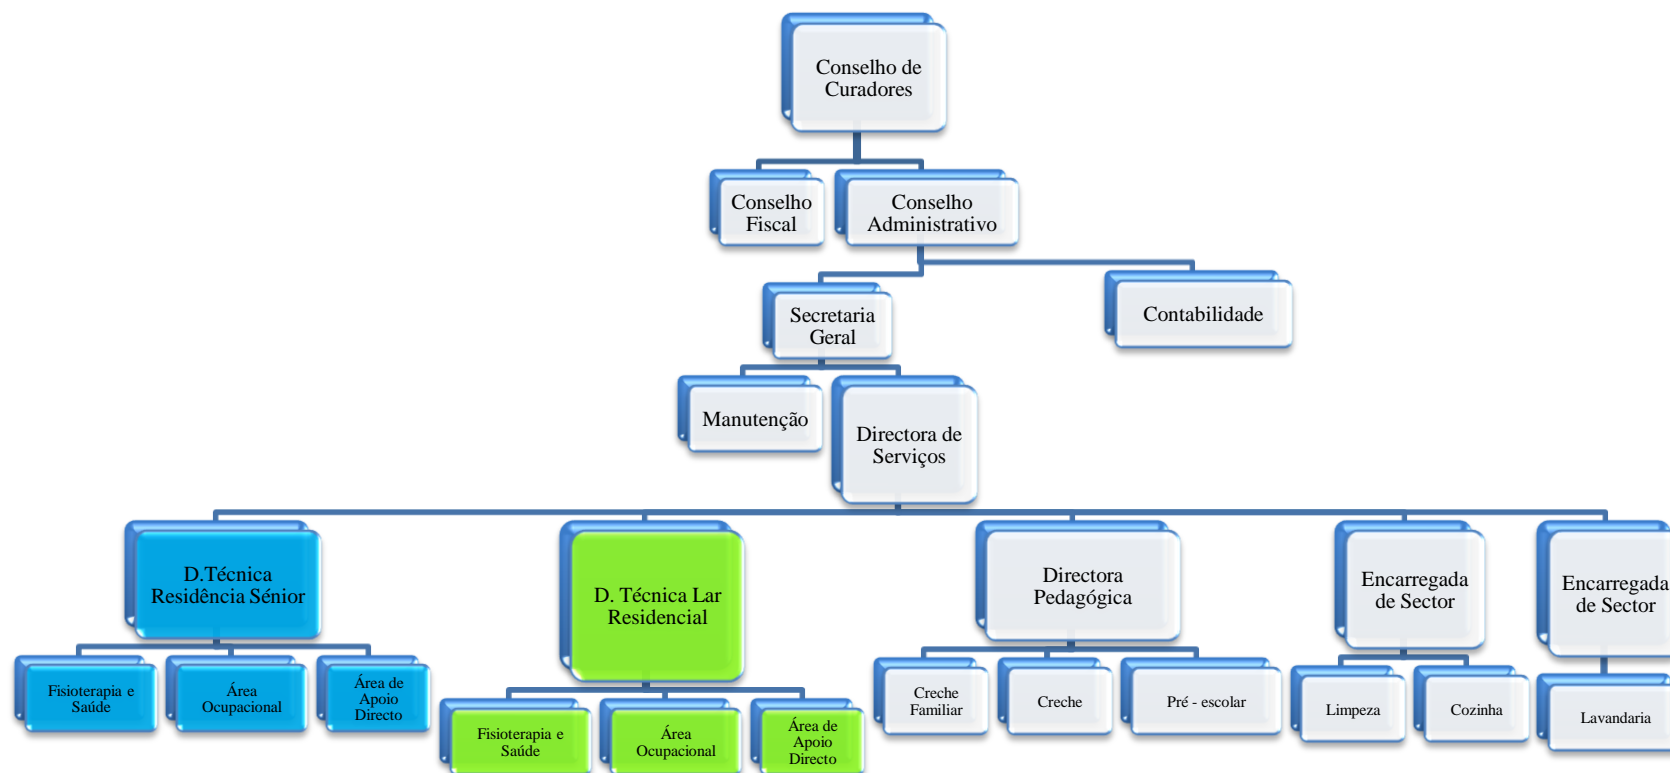 Conselho de
Curadores
Conselho
Fiscal
Conselho
Administrativo
Secretaria
Geral
Contabilidade
Manutenção
Directora de
Serviços
D.Técnica
Residência Sénior
D. Técnica Lar
Residencial
Directora
Pedagógica
Encarregada
de Sector
Encarregada
de Sector
Fisioterapia e
Saúde
Área
Ocupacional
Área de
Apoio
Directo
Fisioterapia e
Saúde
Área
Ocupacional
Área de
Apoio
Directo
Creche
Familiar
Creche
Pré - escolar
Limpeza
Cozinha
Lavandaria